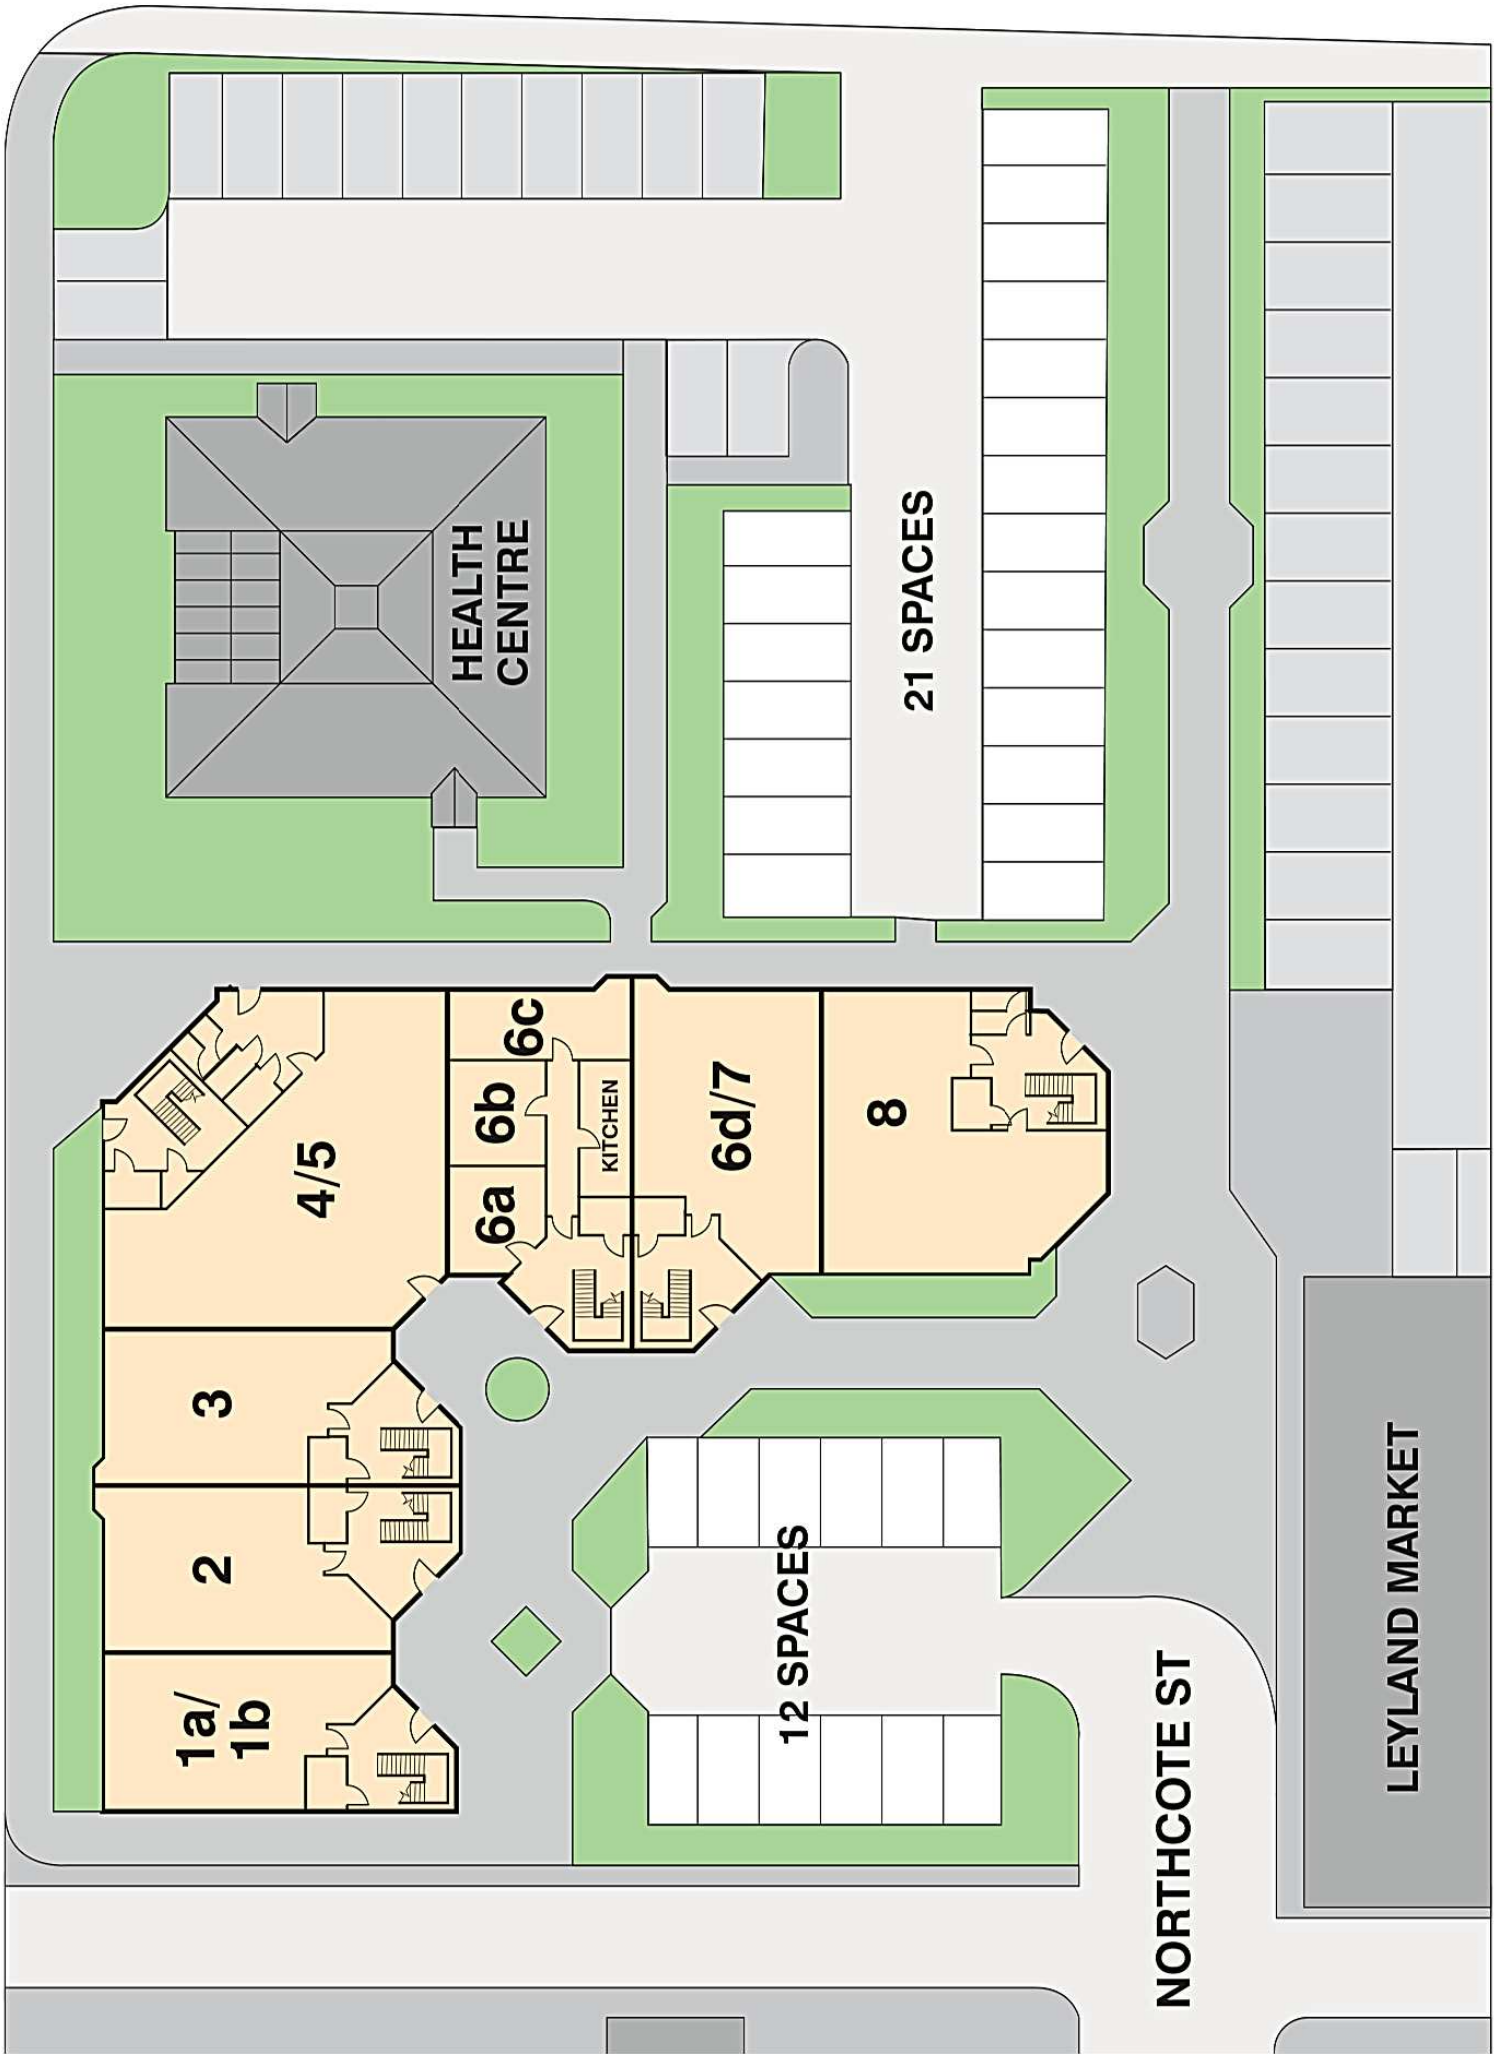 HEALTH
CENTRE
21 SPACES
6c
6b
6a
KITCHEN
6d/7
8
4/5
3
2
1a/
1b
12 SPACES
NORTHCOTE ST
LEYLAND MARKET